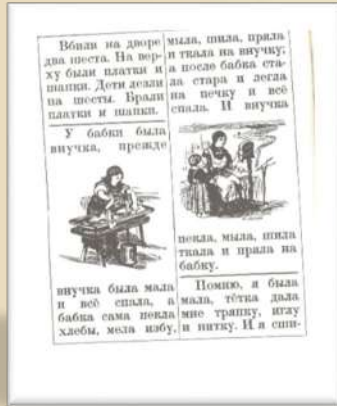 Вбили на дворе
два шеста. На вер-
ху были платки и
шапки. Дети лезли
на шесты. Брали
платки и шапки.
У бабки была
внучка, прежде
внучка была мала
и всё спала, а
бабка сама пекла
хлебы, мела избу,
мыла, шила, пряла
и ткала на внучку;
а после бабка ста-
ла стара и легла
на печку и всё
спала. И внучка
пекла, мыла, шила
ткала и пряла на
бабку.
Помню, я была
мала, тётка дала
мне тряпку, иглу
и нитку. И я сши-